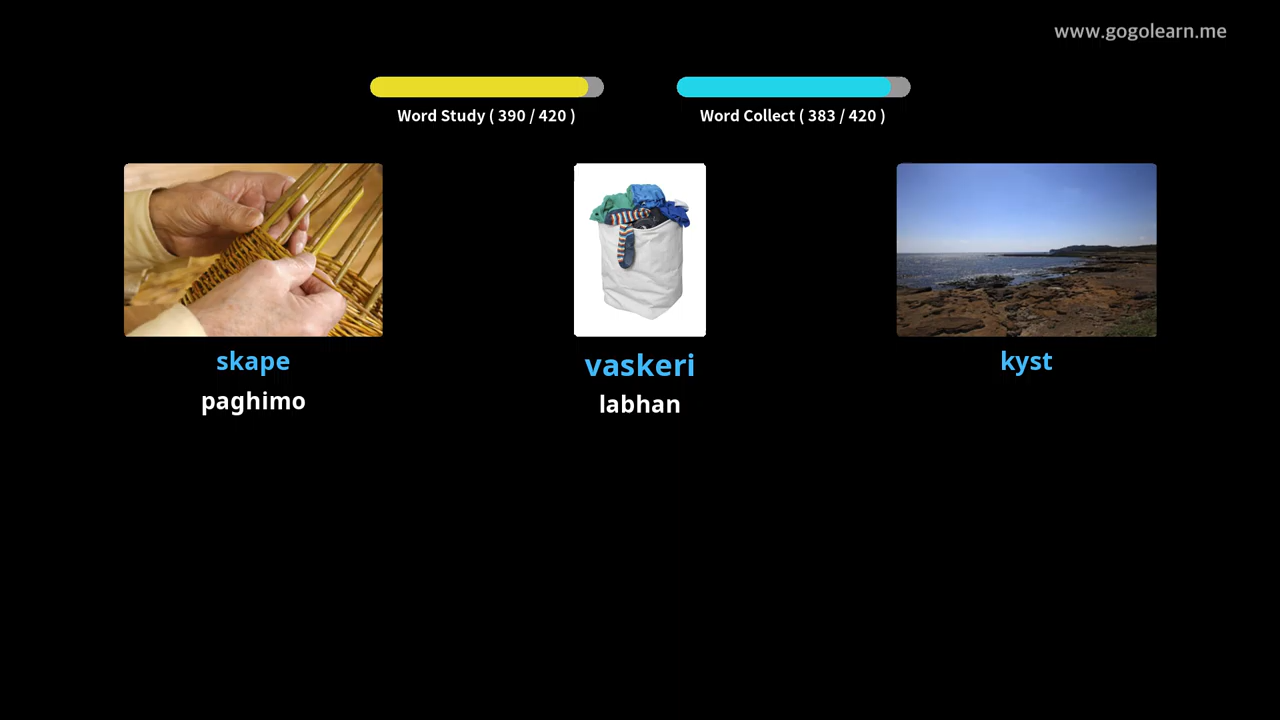 www.gogolearn.me
Word Study ( 390 / 420 )
Word Collect ( 383 / 420 )
skape
paghimo
vaskeri
labhan
kyst